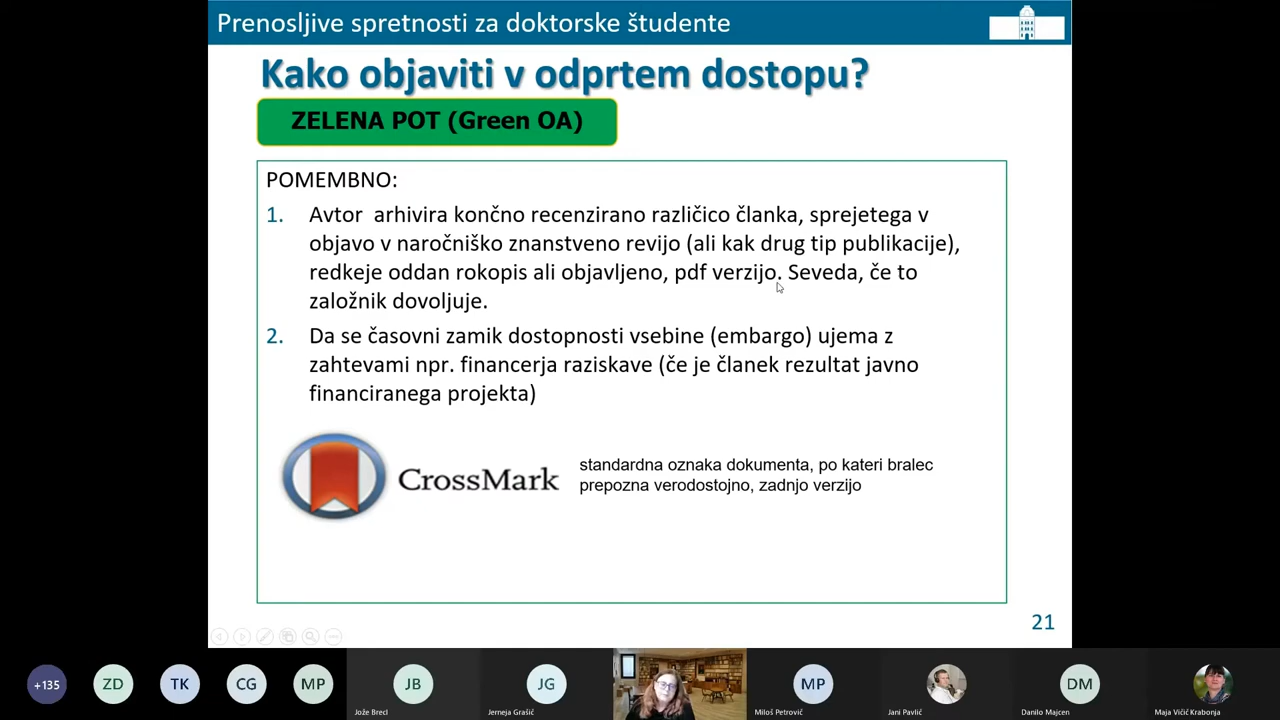 Prenosljive spretnosti za doktorske študente
Kako objaviti v odprtem dostopu?
ZELENA POT (Green OA)
POMEMBNO:
1. Avtor arhivira končno recenzirano različico članka, sprejetega v
objavo v naročniško znanstveno revijo (ali kak drug tip publikacije),
redkeje oddan rokopis ali objavljeno, pdf verzijo. Seveda, če to
založnik dovoljuje.
2. Da se časovni zamik dostopnosti vsebine (embargo) ujema z
zahtevami npr. financerja raziskave (če je članek rezultat javno
financiranega projekta)
CrossMark
standardna oznaka dokumenta, po kateri bralec
prepozna verodostojno, zadnjo verzijo
21
+135
ZD
TK
CG
MP
JB
JG
MP
DM
Jože Brecl
Jerneja Grašič
Miloš Petrovič
Jani Pavlič
Danilo Majcen
Maja Vičič Krabonja